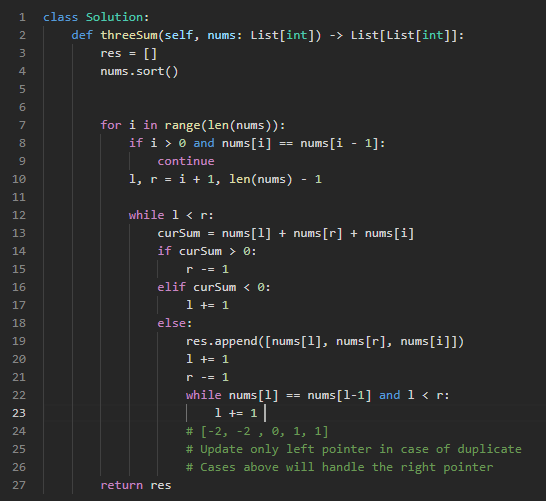 1 class Solution:
2     def threeSum(self, nums: List[int]) -> List[List[int]]:
3         res = []
4         nums.sort()
5
6
7         for i in range(len(nums)):
8             if i > 0 and nums[i] == nums[i - 1]:
9                 continue
10             l, r = i + 1, len(nums) - 1
11
12             while l < r:
13                 curSum = nums[l] + nums[r] + nums[i]
14                 if curSum > 0:
15                     r -= 1
16                 elif curSum < 0:
17                     l += 1
18                 else:
19                     res.append([nums[l], nums[r], nums[i]])
20                     l += 1
21                     r -= 1
22                     while nums[l] == nums[l-1] and l < r:
23                         l += 1
24                     # [-2, -2 , 0, 1, 1]
25                     # Update only left pointer in case of duplicate
26                     # Cases above will handle the right pointer
27         return res